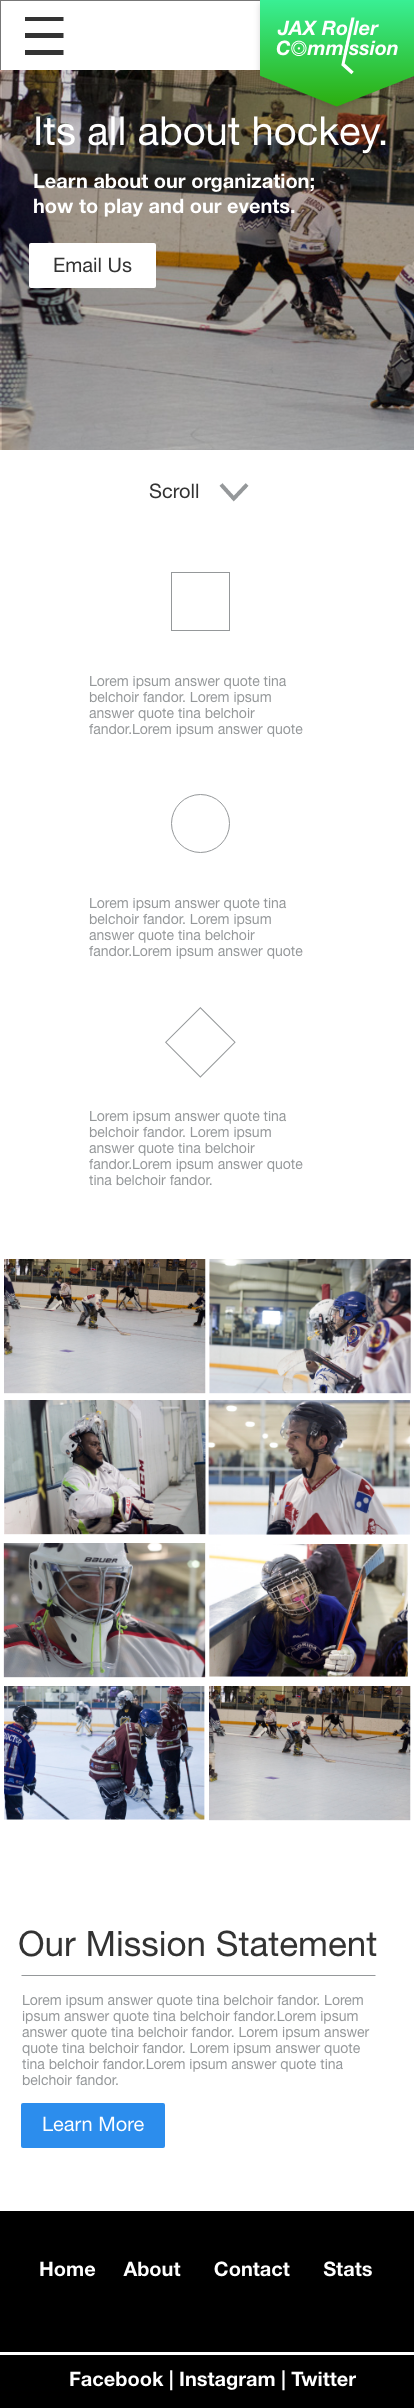 JAX Roller
Commission
Its all about hockey.
Learn about our organization;
how to play and our events.
Email Us
Scroll
Lorem ipsum answer quote tina
belchoir fandor. Lorem ipsum
answer quote tina belchoir
fandor.Lorem ipsum answer quote
Lorem ipsum answer quote tina
belchoir fandor. Lorem ipsum
answer quote tina belchoir
fandor.Lorem ipsum answer quote
Lorem ipsum answer quote tina
belchoir fandor. Lorem ipsum
answer quote tina belchoir
fandor.Lorem ipsum answer quote
tina belchoir fandor.
BAUER
Our Mission Statement
Lorem ipsum answer quote tina belchoir fandor. Lorem
ipsum answer quote tina belchoir fandor.Lorem ipsum
answer quote tina belchoir fandor. Lorem ipsum answer
quote tina belchoir fandor. Lorem ipsum answer quote
tina belchoir fandor.Lorem ipsum answer quote tina
belchoir fandor.
Learn More
Home About Contact Stats
Facebook | Instagram | Twitter